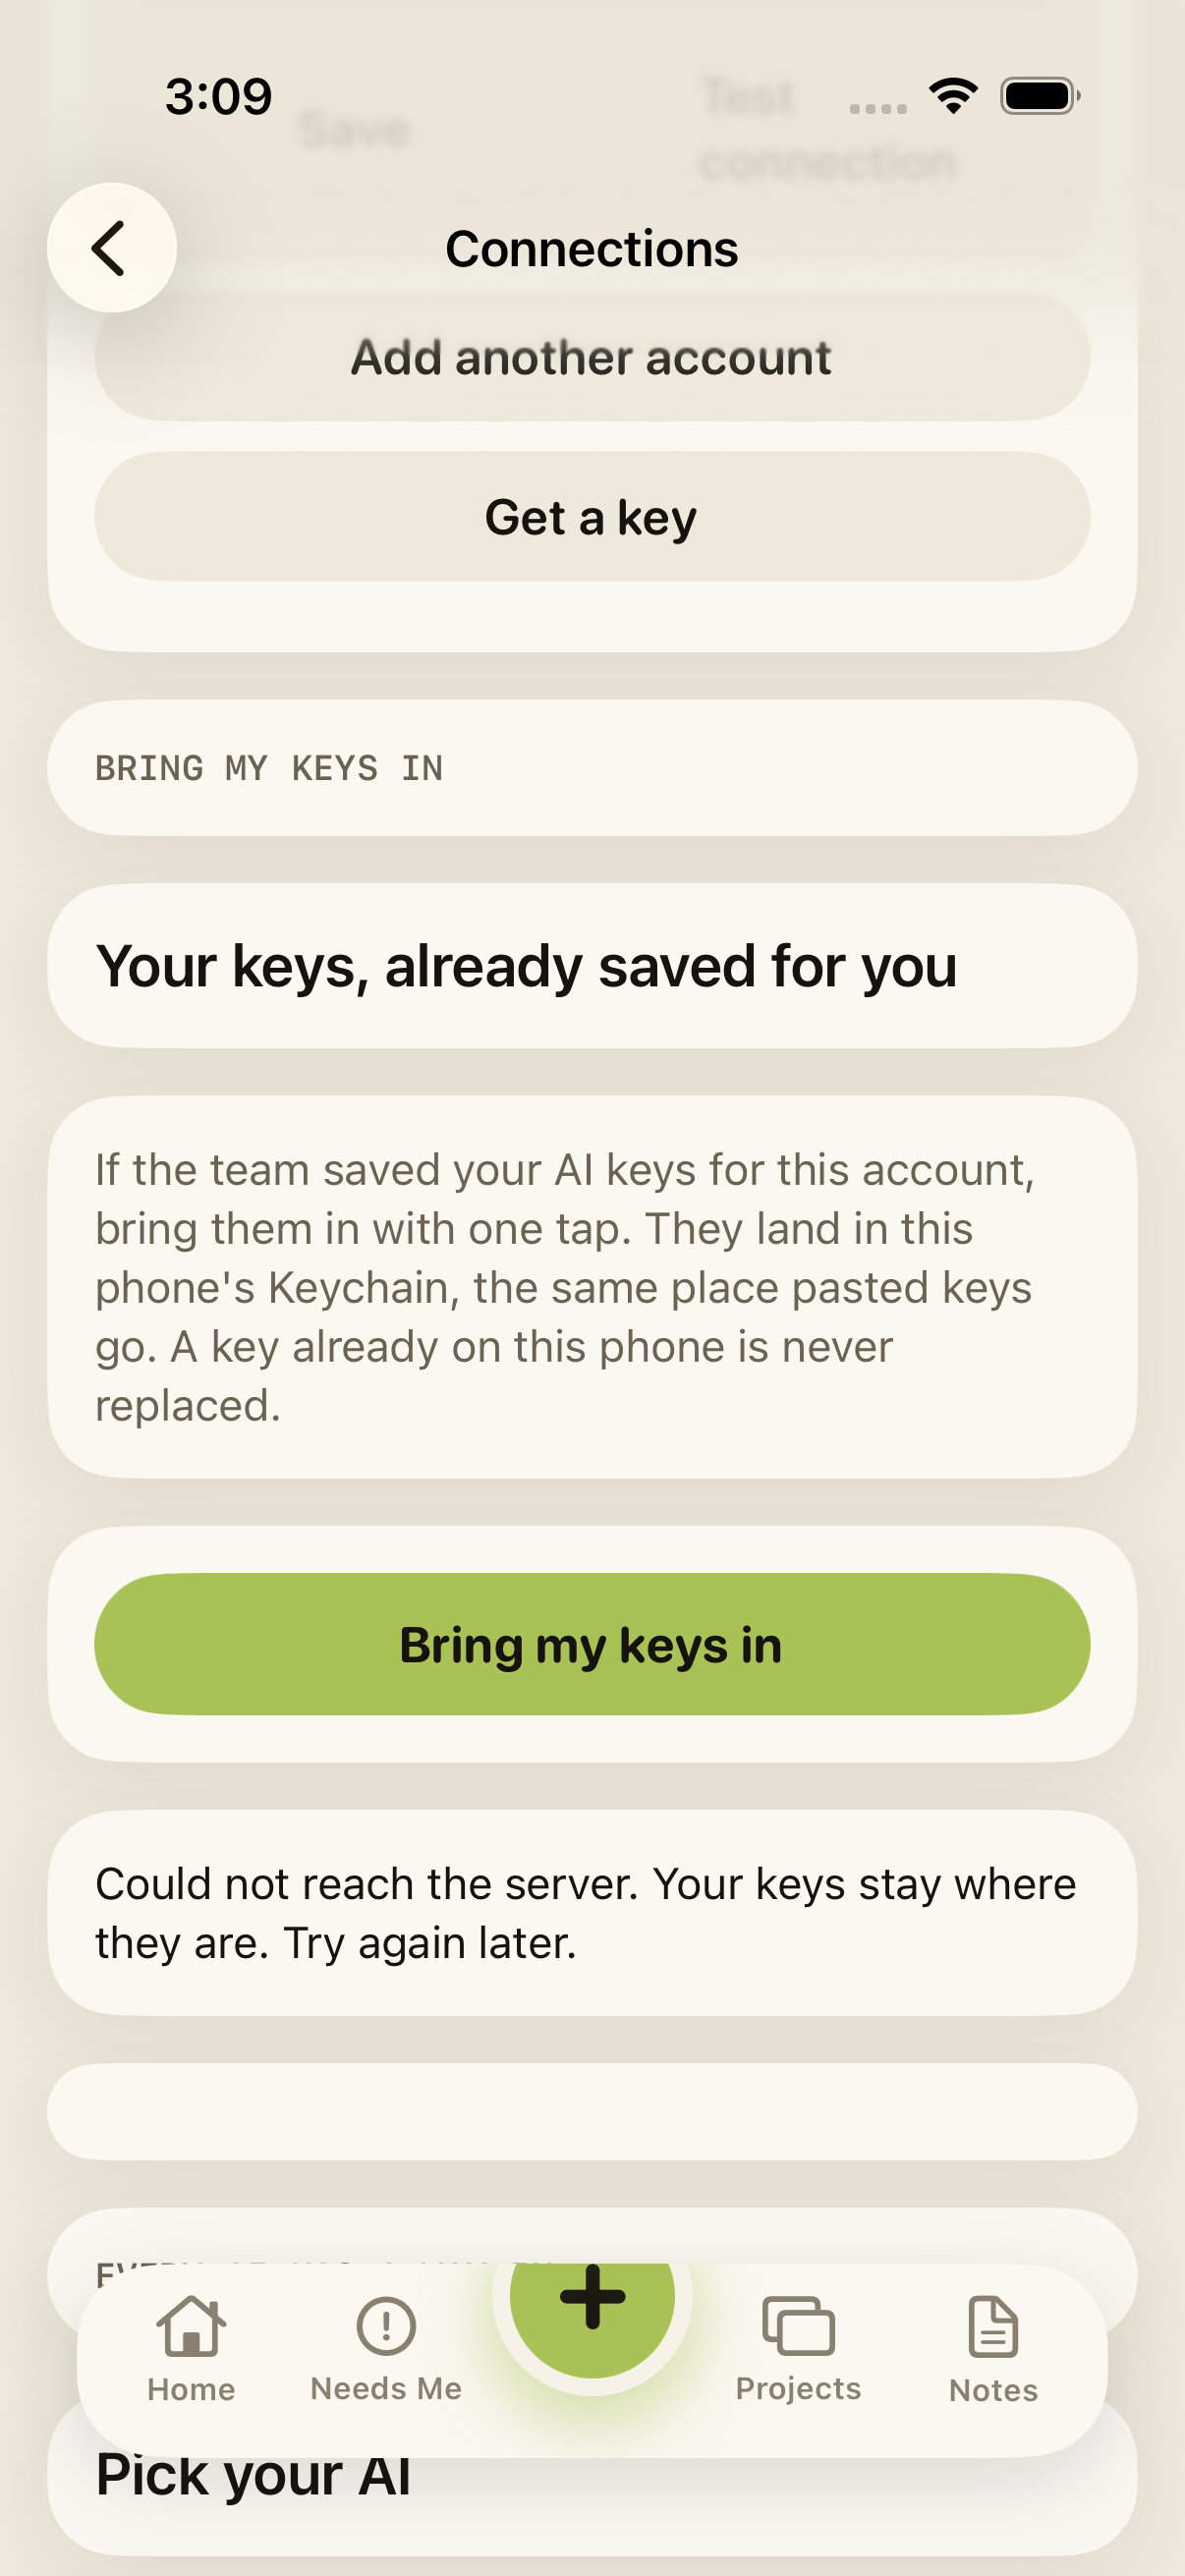 3:09
Save
Test
connection
Connections
Add another account
Get a key
BRING MY KEYS IN
Your keys, already saved for you
If the team saved your AI keys for this account,
bring them in with one tap. They land in this
phone's Keychain, the same place pasted keys
go. A key already on this phone is never
replaced.
Bring my keys in
Could not reach the server. Your keys stay where
they are. Try again later.
Home
Needs Me
Projects
Notes
Pick your AI